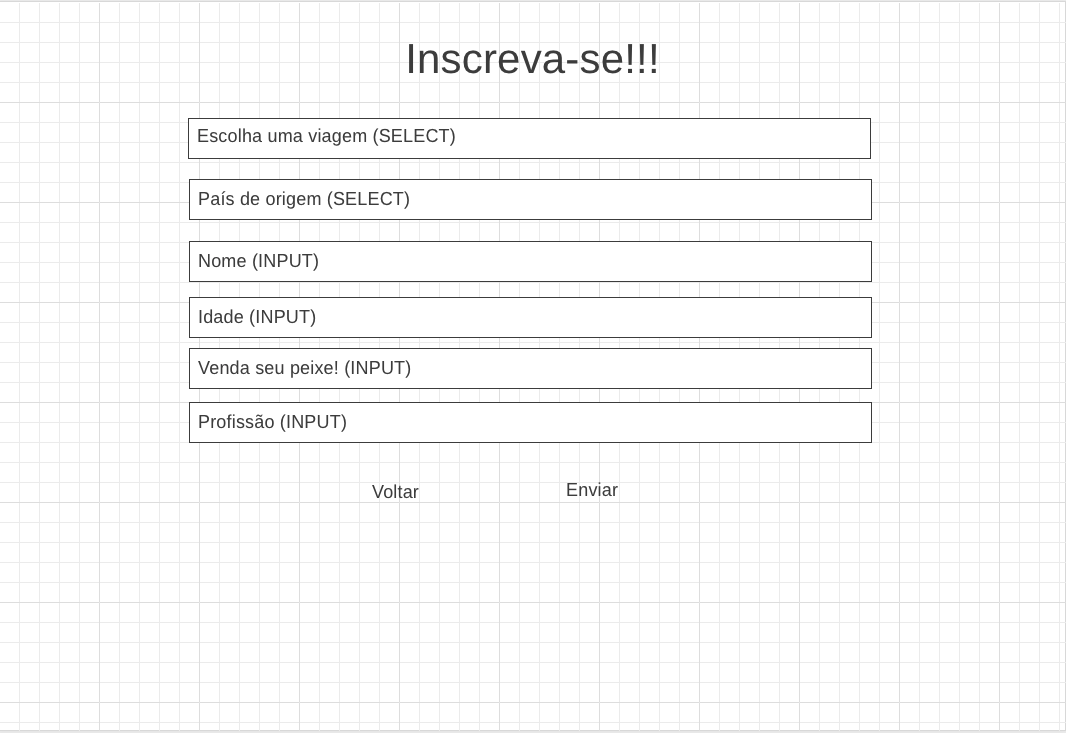 Inscreva-se!!!
Escolha uma viagem (SELECT)
País de origem (SELECT)
Nome (INPUT)
Idade (INPUT)
Venda seu peixe! (INPUT)
Profissão (INPUT)
Voltar Enviar